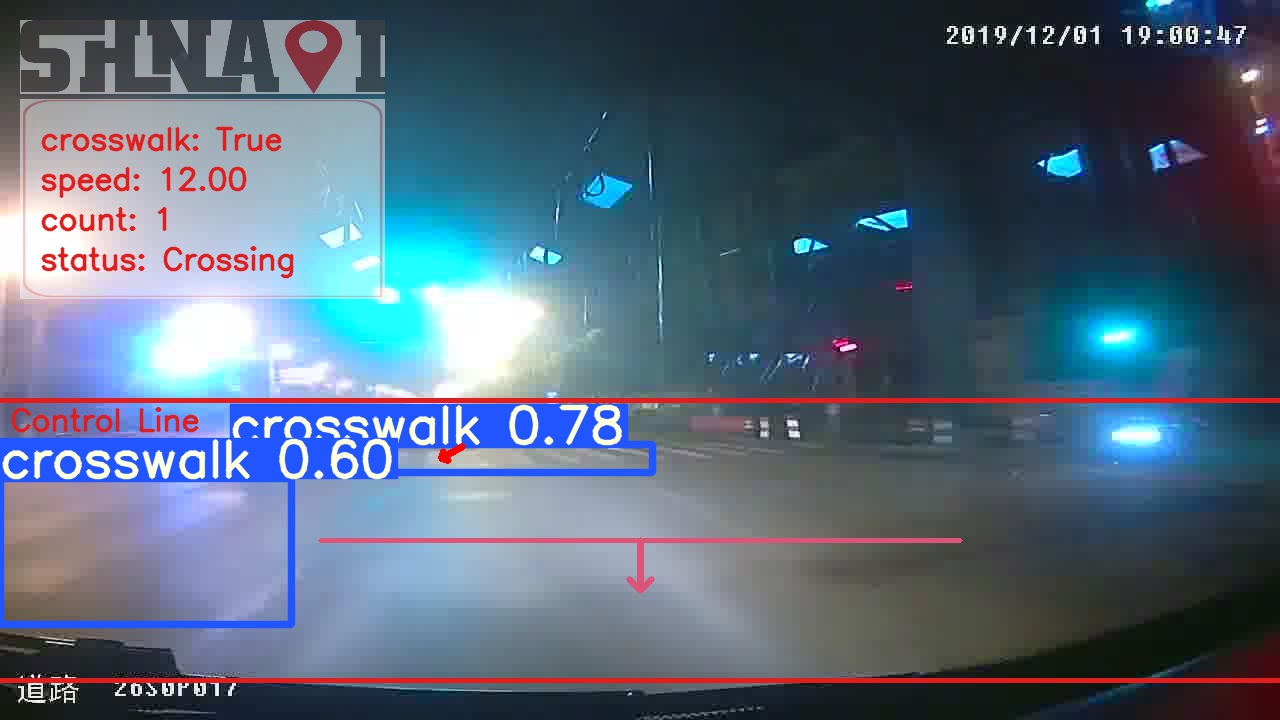 SHNAVI
2019/12/01 19:00:47
crosswalk: True
speed: 12.00
count: 1
status: Crossing
Control Line
crosswalk 0.78
crosswalk 0.60
道路